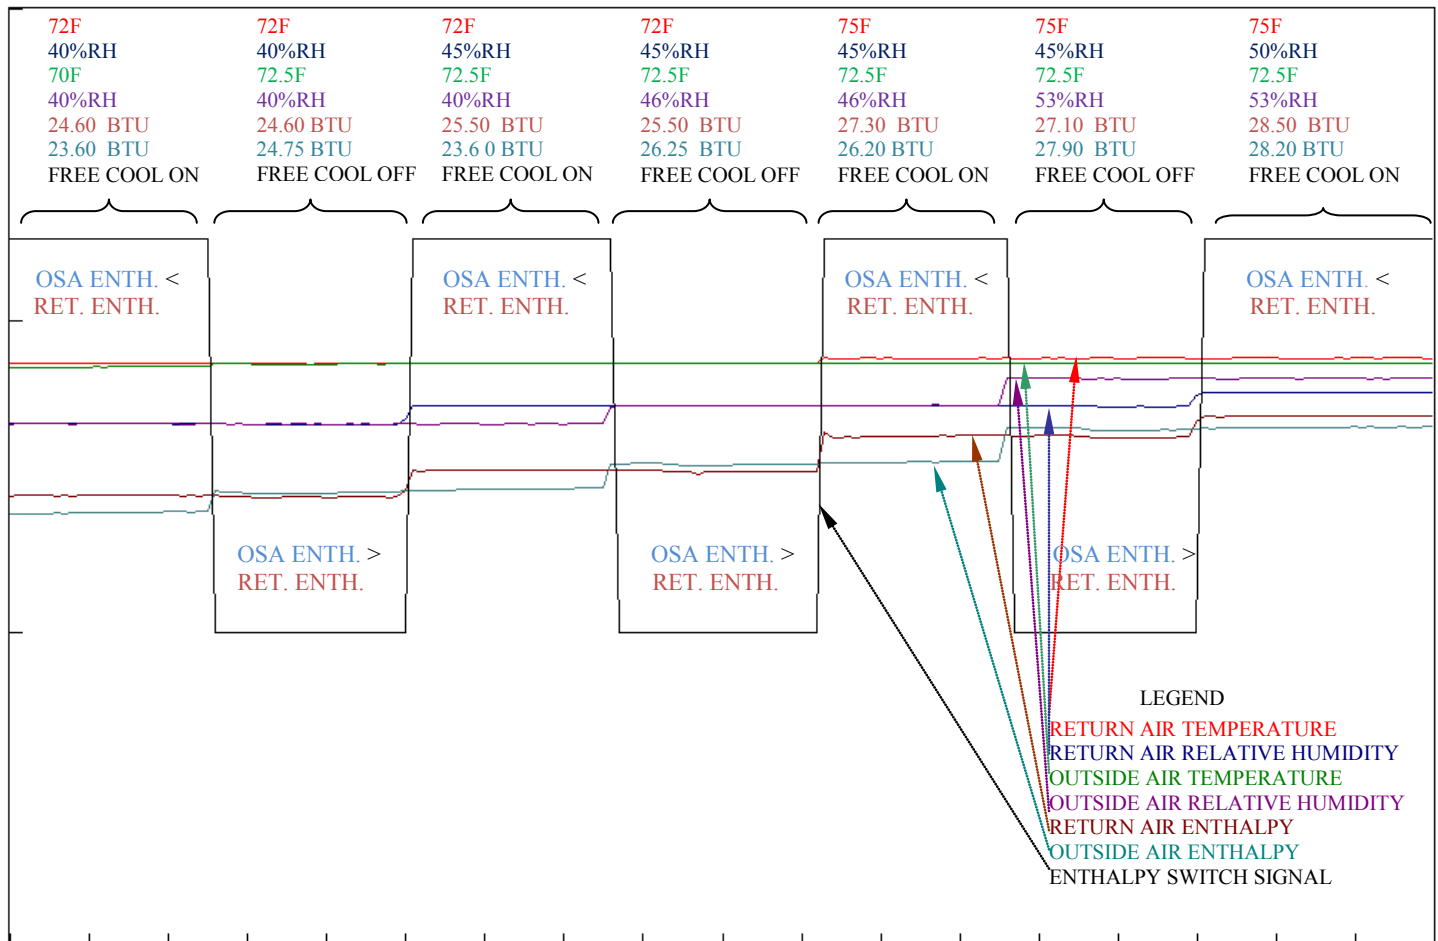 72F
40%RH
70F
40%RH
24.60 BTU
23.60 BTU
FREE COOL ON
72F
40%RH
72.5F
40%RH
24.60 BTU
24.75 BTU
FREE COOL OFF
72F
45%RH
72.5F
40%RH
25.50 BTU
23.6 0 BTU
FREE COOL ON
72F
45%RH
72.5F
46%RH
25.50 BTU
26.25 BTU
FREE COOL OFF
75F
45%RH
72.5F
46%RH
27.30 BTU
26.20 BTU
FREE COOL ON
75F
45%RH
72.5F
53%RH
27.10 BTU
27.90 BTU
FREE COOL OFF
75F
50%RH
72.5F
53%RH
28.50 BTU
28.20 BTU
FREE COOL ON
OSA ENTH. <
RET. ENTH.
OSA ENTH. <
RET. ENTH.
OSA ENTH. <
RET. ENTH.
OSA ENTH. <
RET. ENTH.
OSA ENTH. >
RET. ENTH.
OSA ENTH. >
RET. ENTH.
OSA ENTH. >
RET. ENTH.
LEGEND
RETURN AIR TEMPERATURE
RETURN AIR RELATIVE HUMIDITY
OUTSIDE AIR TEMPERATURE
OUTSIDE AIR RELATIVE HUMIDITY
RETURN AIR ENTHALPY
OUTSIDE AIR ENTHALPY
ENTHALPY SWITCH SIGNAL